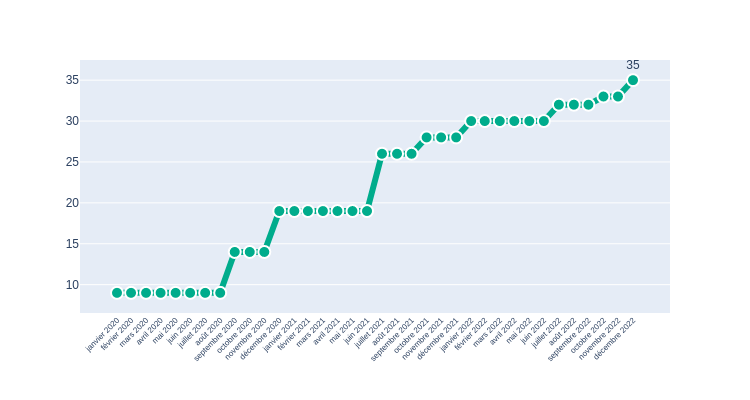 35
35
30
25
20
15
10
janvier 2020
février 2020
mars 2020
avril 2020
mai 2020
juin 2020
juillet 2020
août 2020
septembre 2020
octobre 2020
novembre 2020
décembre 2020
janvier 2021
février 2021
mars 2021
avril 2021
mai 2021
juin 2021
juillet 2021
août 2021
septembre 2021
octobre 2021
novembre 2021
décembre 2021
janvier 2022
février 2022
mars 2022
avril 2022
mai 2022
juin 2022
juillet 2022
août 2022
septembre 2022
octobre 2022
novembre 2022
décembre 2022